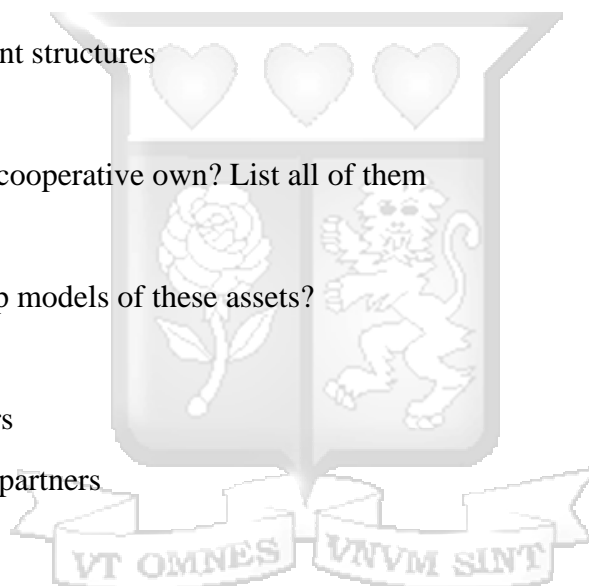 nt structures
cooperative own? List all of them
p models of these assets?
rs
partners
VT OMNES VNVM SINT